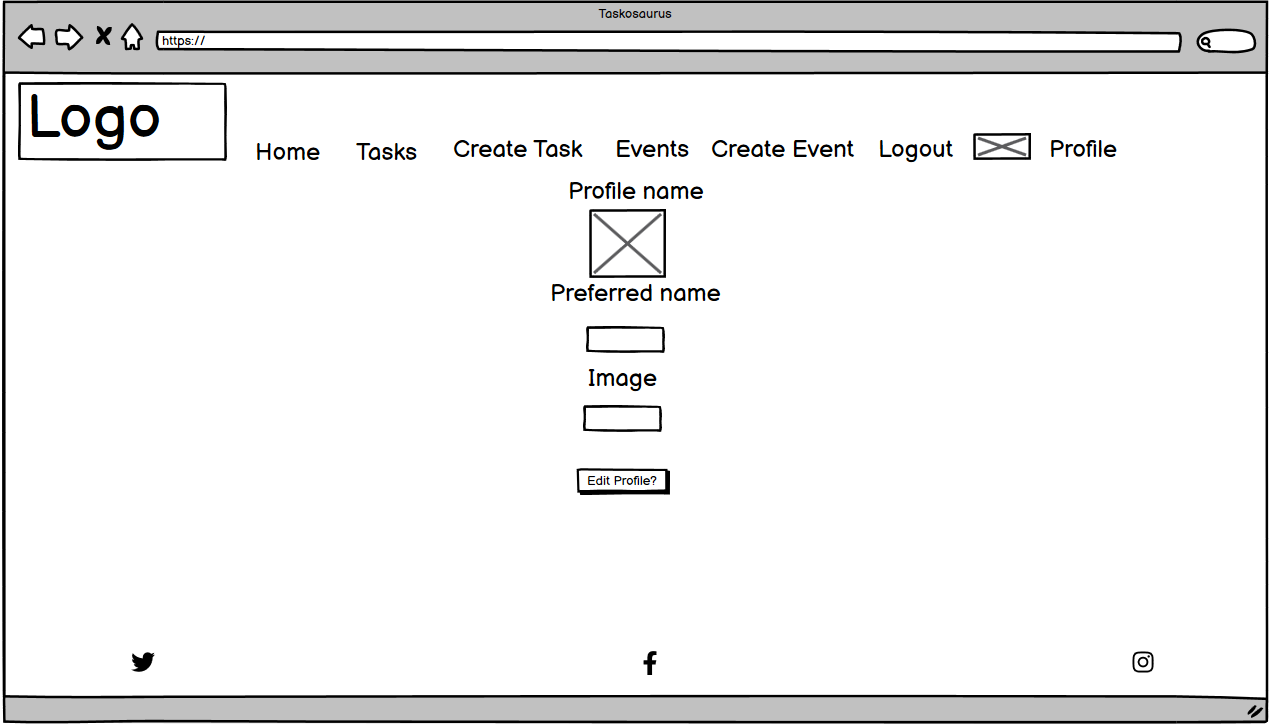 Taskosaurus
https://
Logo
Home Tasks Create Task Events Create Event Logout Profile
Profile name
Preferred name
Image
Edit Profile?